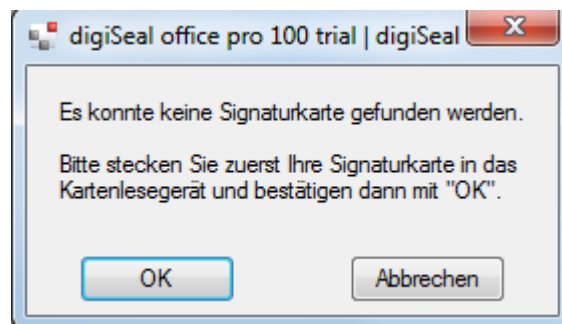 digiSeal office pro 100 trial | digiSeal
Es konnte keine Signaturkarte gefunden werden.
Bitte stecken Sie zuerst Ihre Signaturkarte in das
Kartenlesegerät und bestätigen dann mit "OK".
OK
Abbrechen